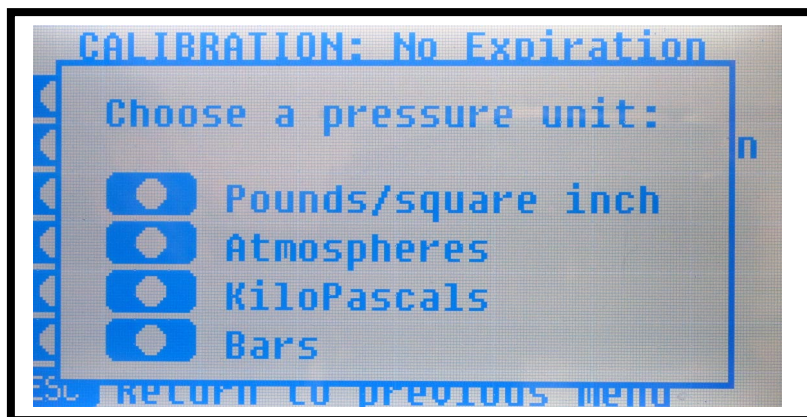 CALIBRATION: No Expiration
Choose a pressure unit:
n
Pounds/square inch
Atmospheres
KiloPascals
Bars
ESC Return to previous menu